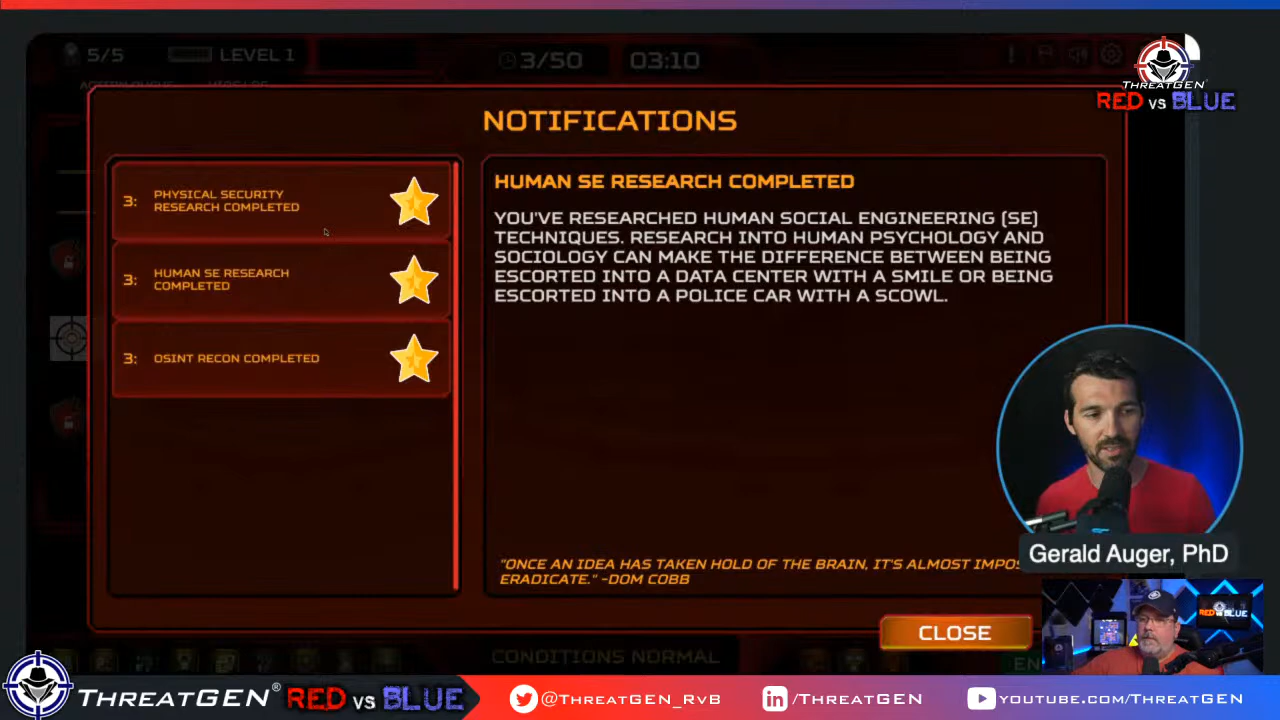 5/5
LEVEL 1
3/50
03:10
THREATGEN
RED vs BLUE
NOTIFICATIONS
3: PHYSICAL SECURITY
RESEARCH COMPLETED
3: HUMAN SE RESEARCH
COMPLETED
3: OSINT RECON COMPLETED
HUMAN SE RESEARCH COMPLETED
YOU'VE RESEARCHED HUMAN SOCIAL ENGINEERING (SE)
TECHNIQUES. RESEARCH INTO HUMAN PSYCHOLOGY AND
SOCIOLOGY CAN MAKE THE DIFFERENCE BETWEEN BEING
ESCORTED INTO A DATA CENTER WITH A SMILE OR BEING
ESCORTED INTO A POLICE CAR WITH A SCOWL.
"ONCE AN IDEA HAS TAKEN HOLD OF THE BRAIN, IT'S ALMOST IMPOS
ERADICATE." -DOM COBB
CLOSE
Gerald Auger, PhD
RED vs BLUE
CONDITIONS NORMAL
EN
THREATGEN® RED vs BLUE
@THREATGEN_RVB
/THREATGEN
YOUTUBE.COM/THREATGEN